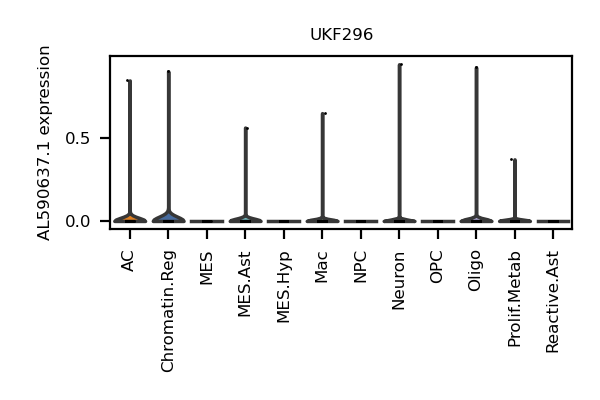 UKF296
AL590637.1 expression
0.5
0.0
AC
Chromatin.Reg
MES
MES.Ast
MES.Hyp
Mac
NPC
Neuron
OPC
Oligo
Prolif.Metab
Reactive.Ast